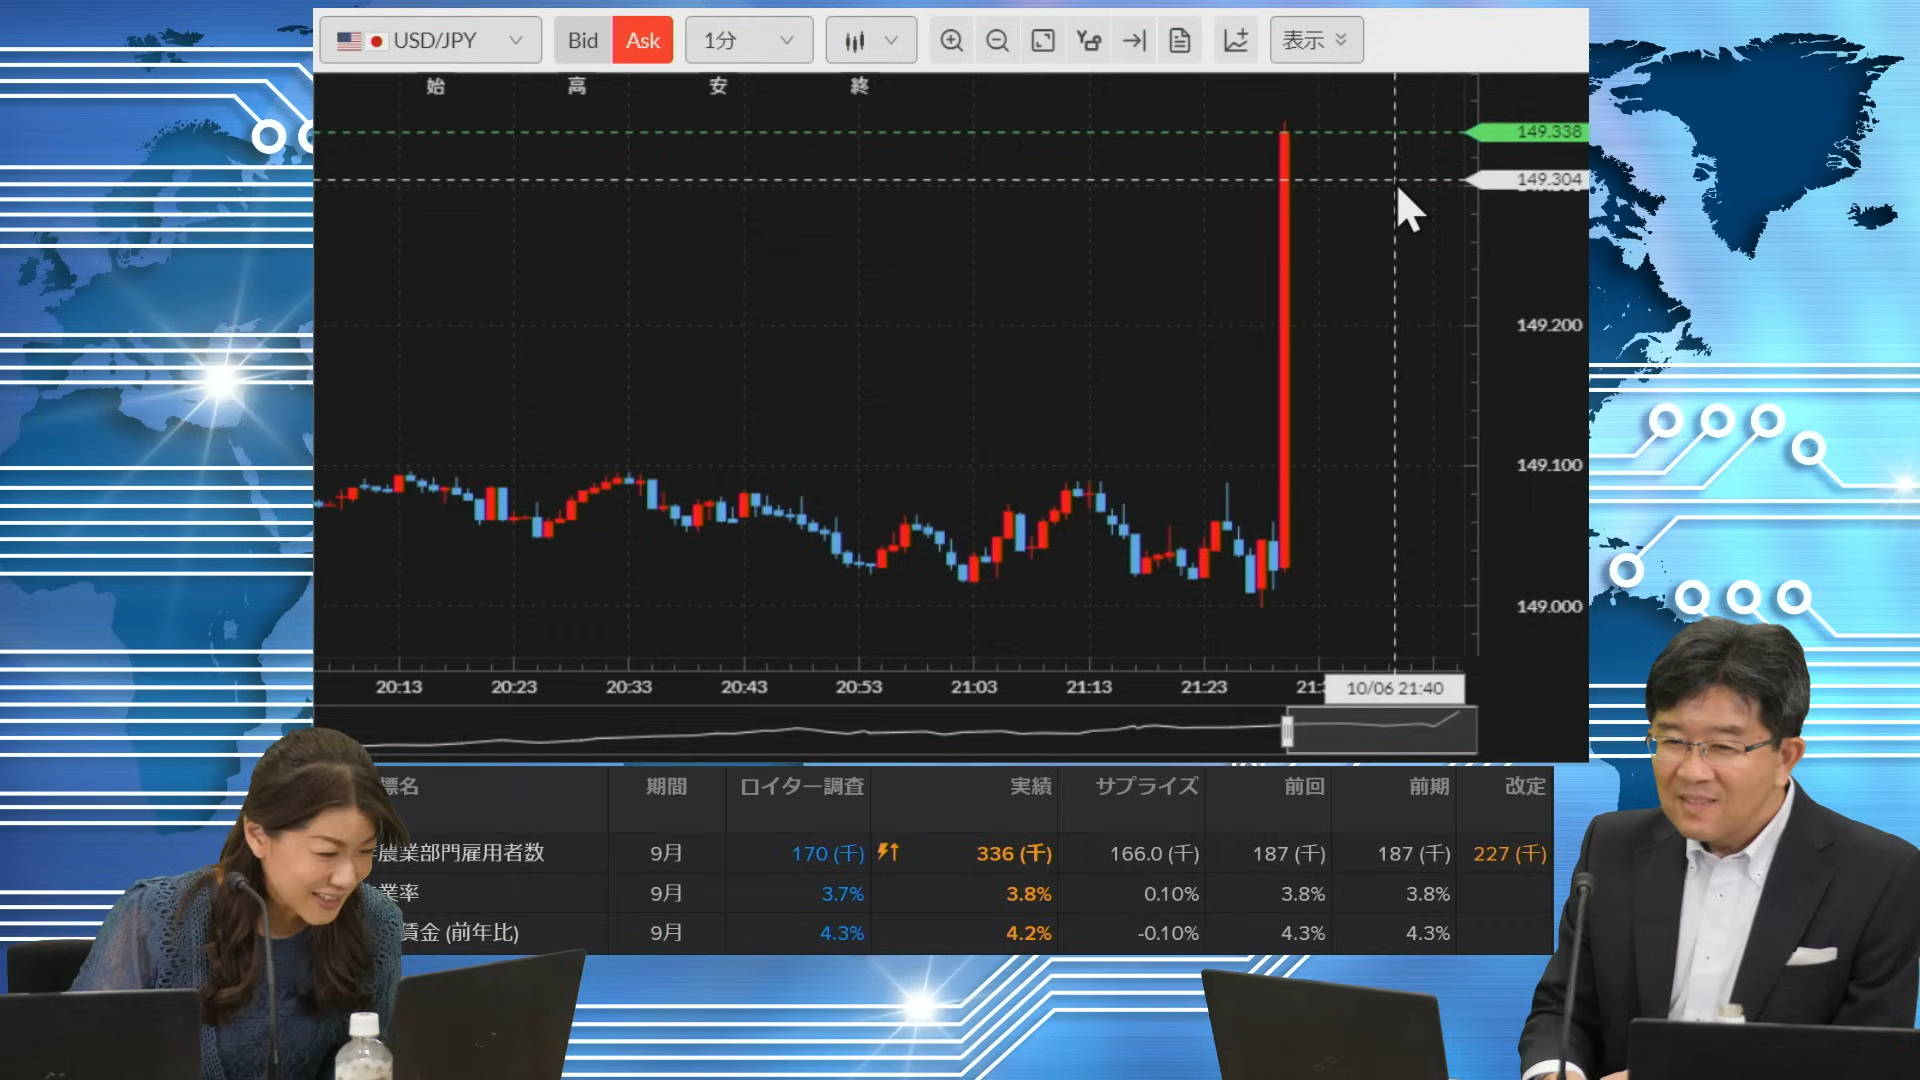 USD/JPY Bid Ask 1分 表示
始 高 安 終
149.338
149.304
149.200
149.100
149.000
20:13 20:23 20:33 20:43 20:53 21:03 21:13 21:23 10/06 21:40
標名 期間 ロイター調査 実績 サプライズ 前回 前期 改定
農業部門雇用者数 9月 170 (千) 336 (千) 166.0 (千) 187 (千) 187 (千) 227 (千)
業率 9月 3.7% 3.8% 0.10% 3.8% 3.8%
賃金 (前年比) 9月 4.3% 4.2% -0.10% 4.3% 4.3%